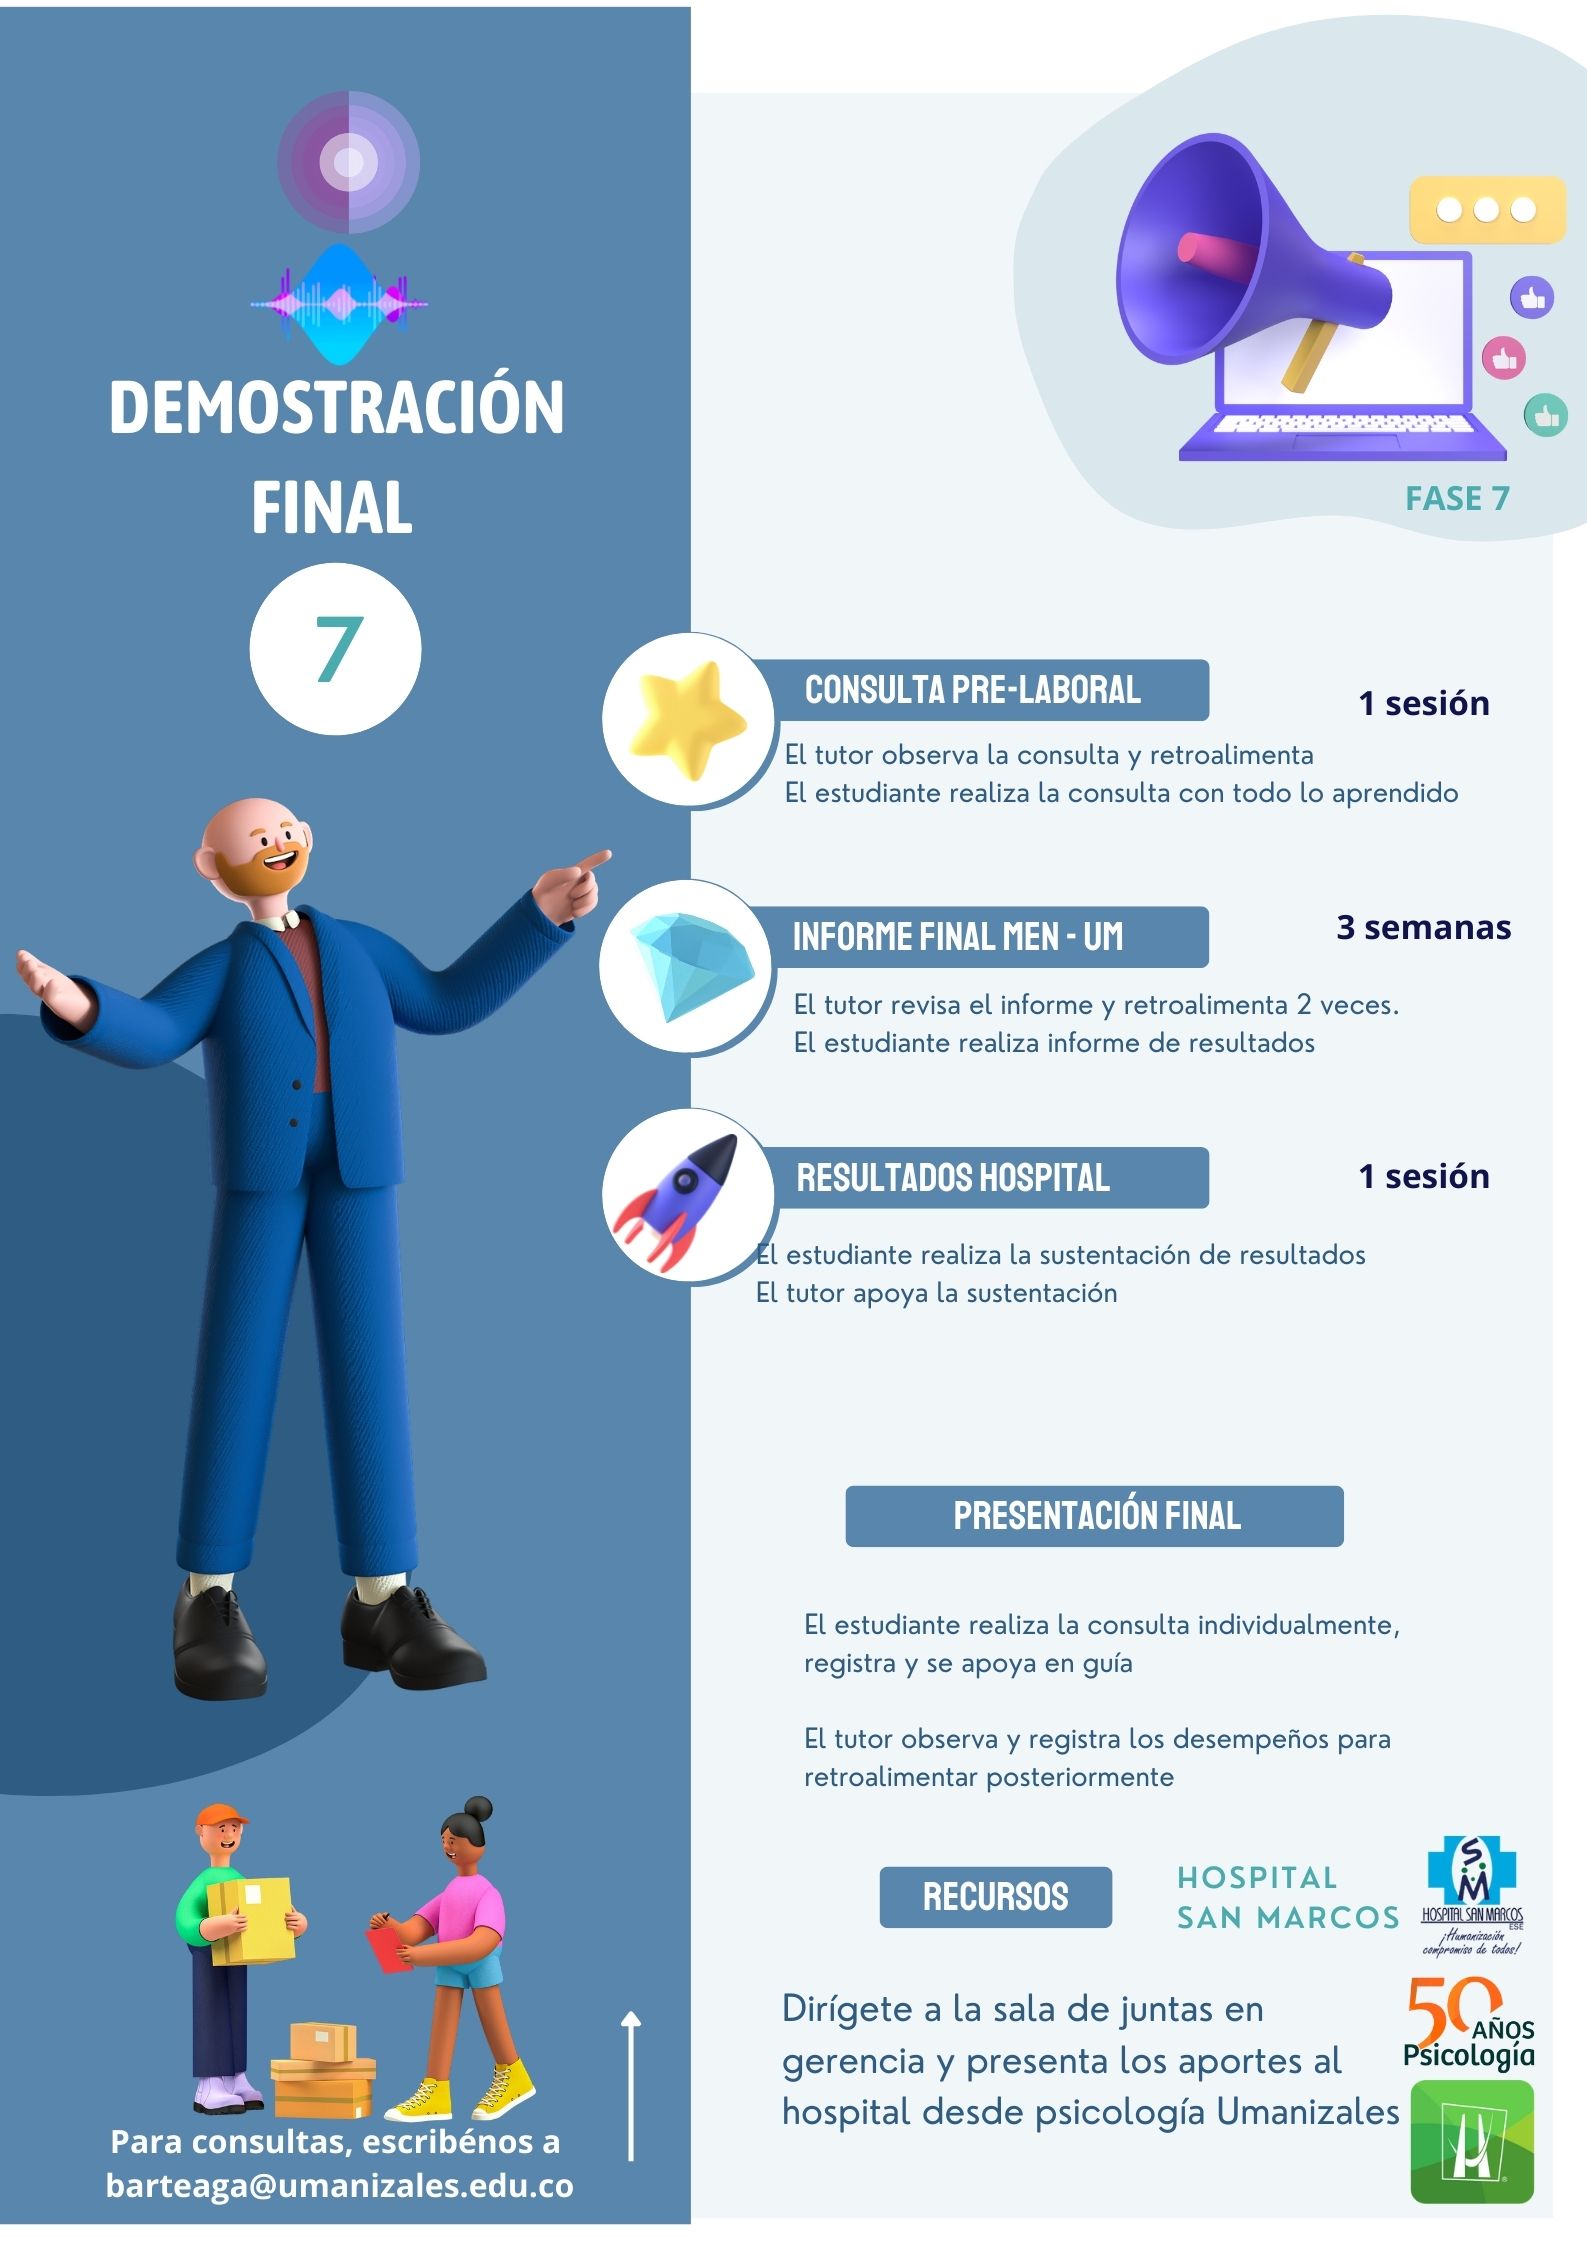 DEMOSTRACIÓN
FINAL
7
FASE 7
CONSULTA PRE-LABORAL
1 sesión
El tutor observa la consulta y retroalimenta
El estudiante realiza la consulta con todo lo aprendido
INFORME FINAL MEN - UM
3 semanas
El tutor revisa el informe y retroalimenta 2 veces.
El estudiante realiza informe de resultados
RESULTADOS HOSPITAL
1 sesión
El estudiante realiza la sustentación de resultados
El tutor apoya la sustentación
PRESENTACIÓN FINAL
El estudiante realiza la consulta individualmente,
registra y se apoya en guía
El tutor observa y registra los desempeños para
retroalimentar posteriormente
RECURSOS
HOSPITAL
SAN MARCOS
SM
HOSPITAL SAN MARCOS
ESE
¡Humanización
compromiso de todos!
Dirígete a la sala de juntas en
gerencia y presenta los aportes al
hospital desde psicología Umanizales
50
AÑOS
Psicología
Para consultas, escribénos a
barteaga@umanizales.edu.co